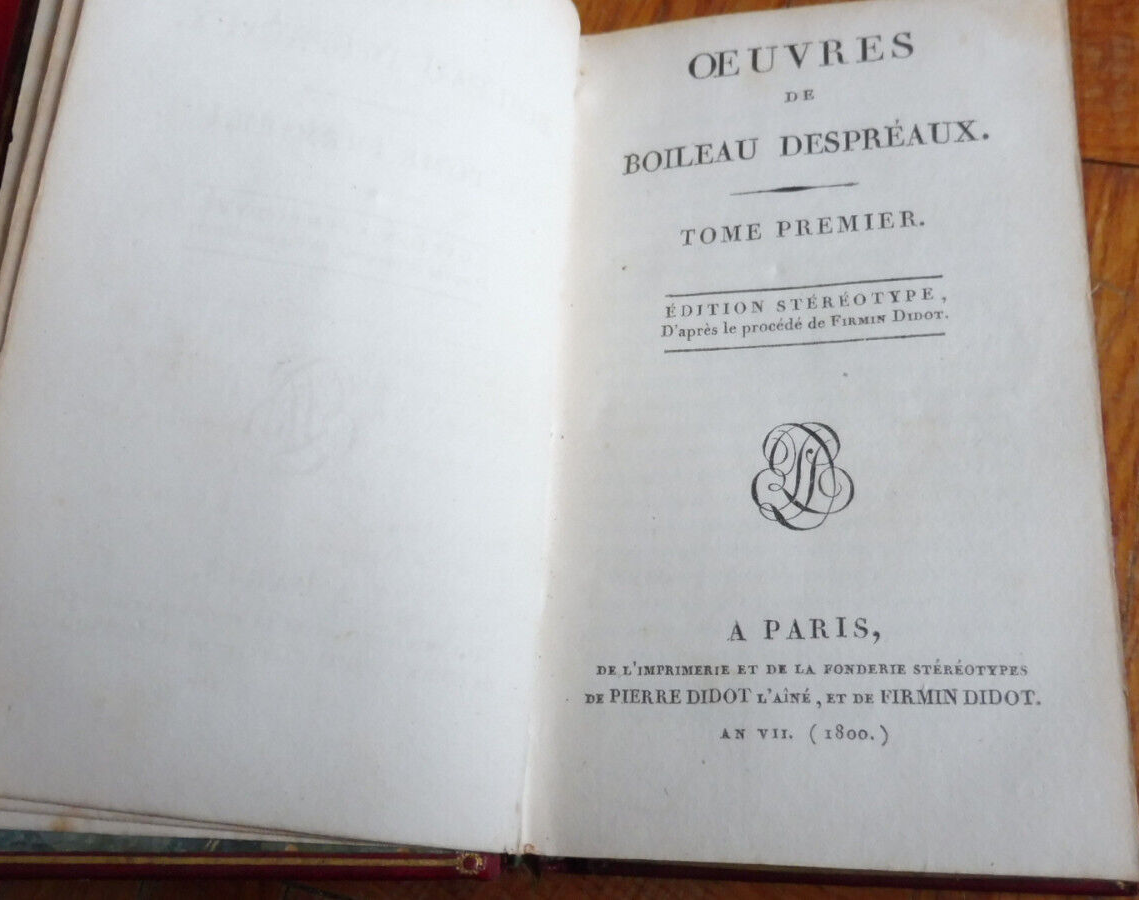 ŒUVRES
DE
BOILEAU DESPRÉAUX.
TOME PREMIER.
ÉDITION STÉRÉOTYPE,
D'après le procédé de FIRMIN DIDOT.
A PARIS,
DE L'IMPRIMERIE ET DE LA FONDERIE STÉRÉOTYPES
DE PIERRE DIDOT L'AÎNÉ, ET DE FIRMIN DIDOT.
AN VII. (1800.)